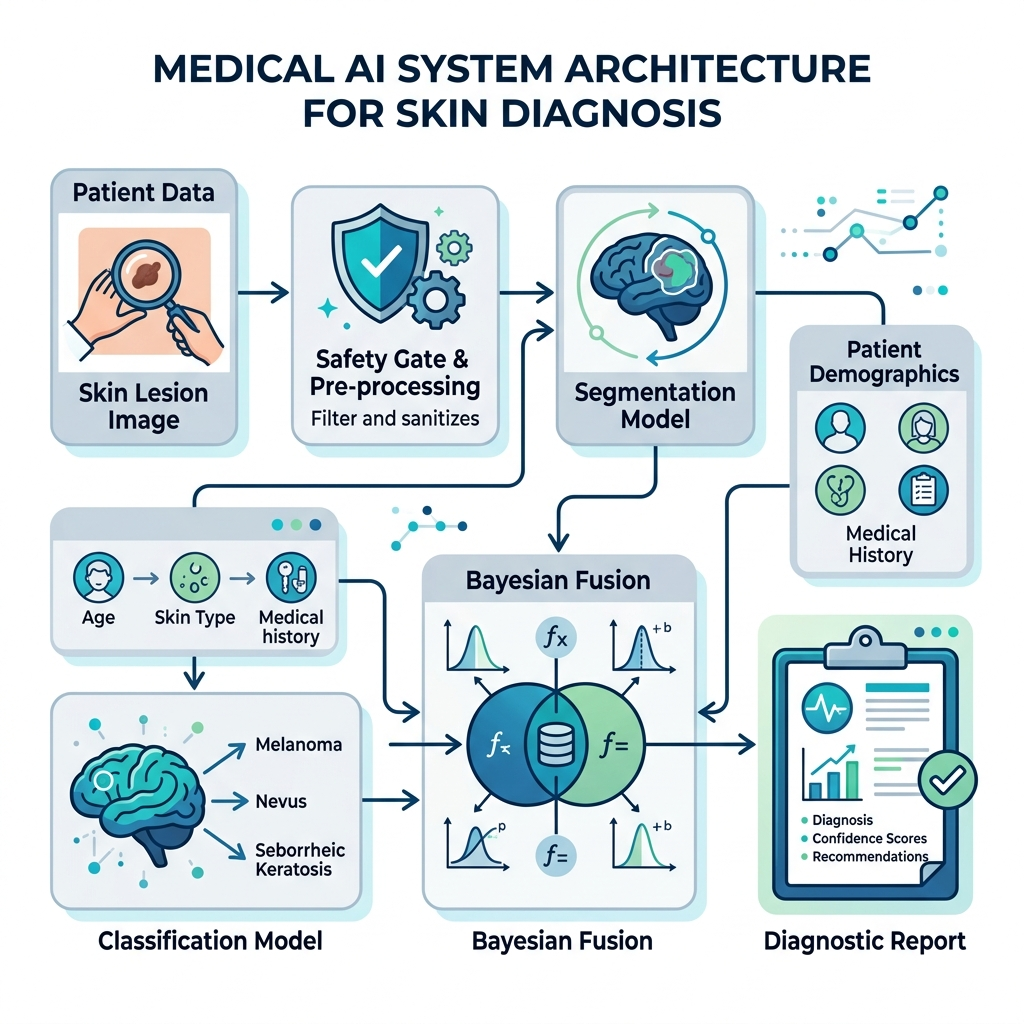 MEDICAL AI SYSTEM ARCHITECTURE
FOR SKIN DIAGNOSIS
Patient Data
Skin Lesion
Image
Safety Gate &
Pre-processing
Filter and sanitizes
Segmentation
Model
Patient
Demographics
Medical
History
Age
Skin Type
Medical
history
Melanoma
Nevus
Seborrheic
Keratosis
Classification Model
Bayesian Fusion
fx
+b
f=
p
+b
f=
Bayesian Fusion
Diagnosis
Confidence Scores
Recommendations
Diagnostic Report